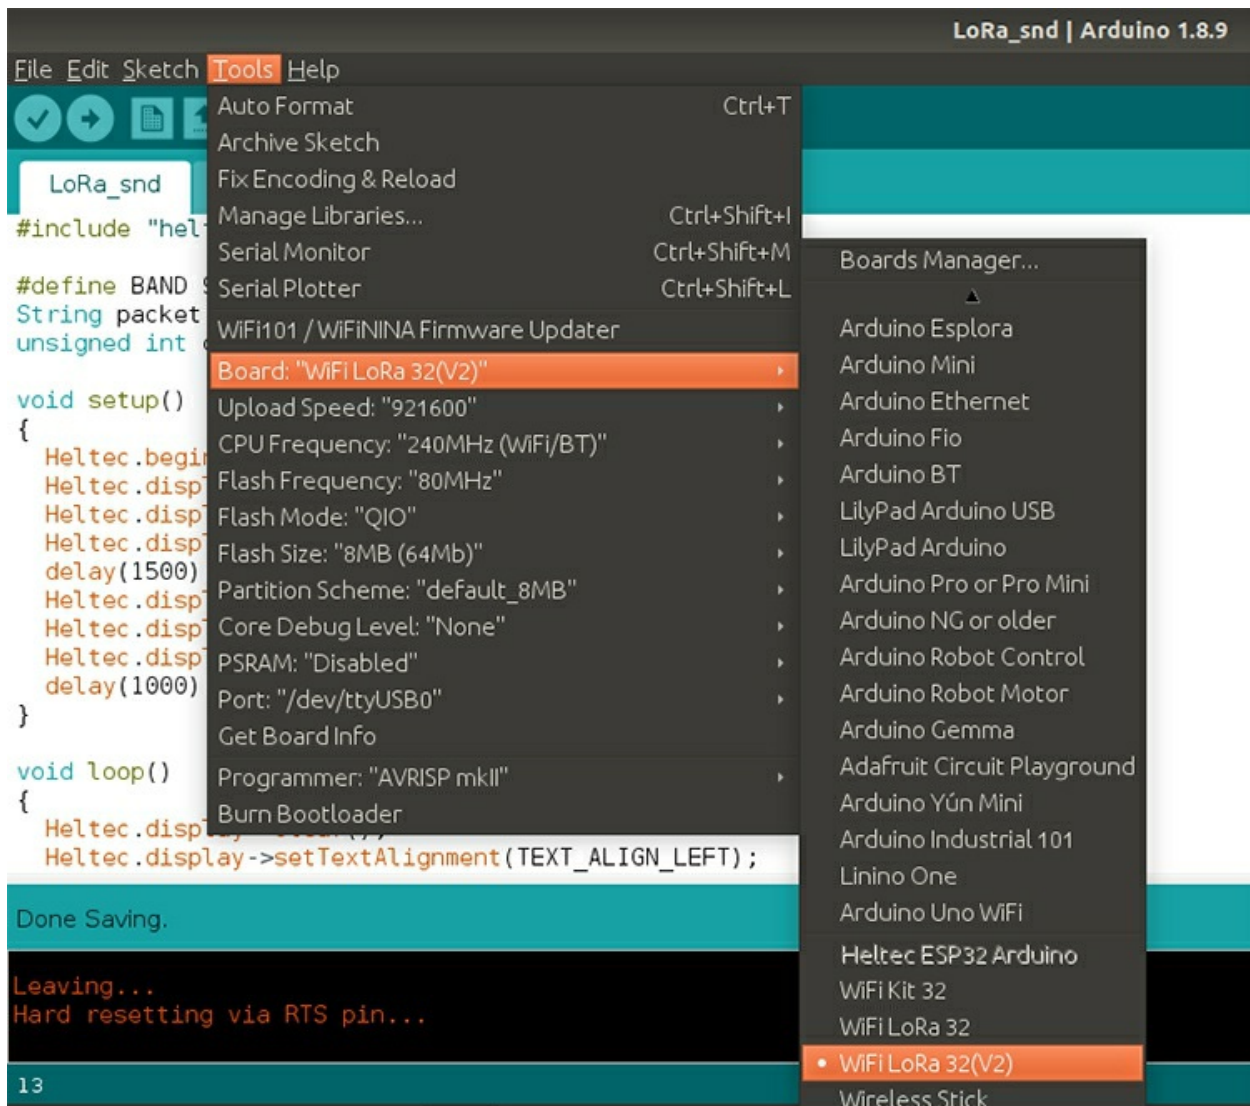 LoRa_snd | Arduino 1.8.9
File Edit Sketch Tools Help
LoRa_snd
Auto Format Ctrl+T
Archive Sketch
Fix Encoding & Reload
Manage Libraries... Ctrl+Shift+I
Serial Monitor Ctrl+Shift+M
Serial Plotter Ctrl+Shift+L
WiFi101 / WiFiNINA Firmware Updater
Board: "WiFi LoRa 32(V2)"
Upload Speed: "921600"
CPU Frequency: "240MHz (WiFi/BT)"
Flash Frequency: "80MHz"
Flash Mode: "QIO"
Flash Size: "8MB (64Mb)"
Partition Scheme: "default_8MB"
Core Debug Level: "None"
PSRAM: "Disabled"
Port: "/dev/ttyUSB0"
Get Board Info
Programmer: "AVRISP mkII"
Burn Bootloader
Boards Manager...
Arduino Esplora
Arduino Mini
Arduino Ethernet
Arduino Fio
Arduino BT
LilyPad Arduino USB
LilyPad Arduino
Arduino Pro or Pro Mini
Arduino NG or older
Arduino Robot Control
Arduino Robot Motor
Arduino Gemma
Adafruit Circuit Playground
Arduino Yún Mini
Arduino Industrial 101
Linino One
Arduino Uno WiFi
Heltec ESP32 Arduino
WiFi Kit 32
WiFi LoRa 32
• WiFi LoRa 32(V2)
Wireless Stick
#include "hel
#define BAND
String packet
unsigned int
void setup()
{
Heltec.begin
Heltec.disp
Heltec.disp
Heltec.disp
delay(1500)
Heltec.disp
Heltec.disp
Heltec.disp
delay(1000)
}
void loop()
{
Heltec.disp
Heltec.display->setTextAlignment(TEXT_ALIGN_LEFT);
Done Saving.
Leaving...
Hard resetting via RTS pin...
13